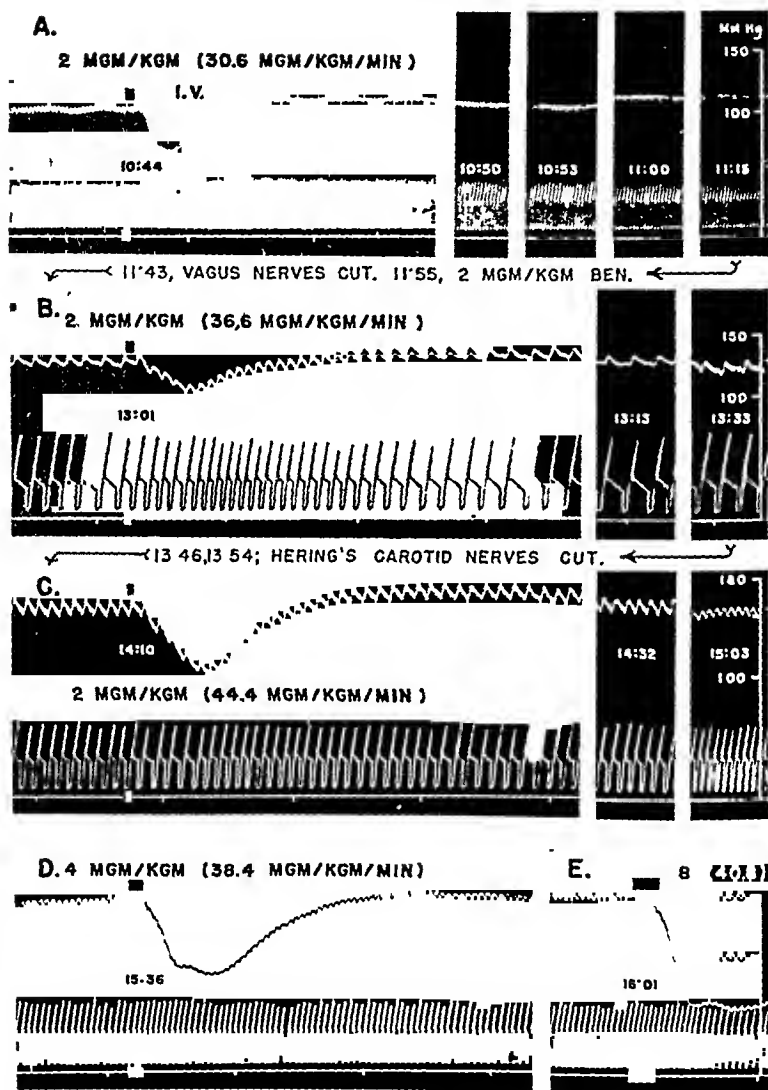 A.
2 MGM/KGM (30.6 MGM/KGM/MIN)
I.V.
MM Hg
150
100
10:44
10:50
10:53
11:00
11:15
11:43, VAGUS NERVES CUT. 11:55, 2 MGM/KGM BEN.
B.
2 MGM/KGM (36,6 MGM/KGM/MIN)
150
100
13:01
13:13
13:33
13 46,13 54; HERING'S CAROTID NERVES CUT.
C.
180
14:10
14:32
15:03
100
2 MGM/KGM (44.4 MGM/KGM/MIN)
D. 4 MGM/KGM (38.4 MGM/KGM/MIN)
E. 8
15:36
16:01